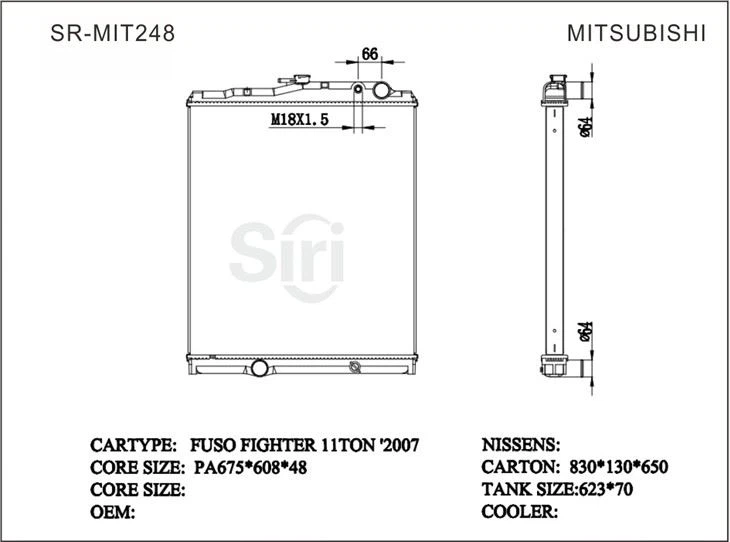 SR-MIT248
MITSUBISHI
66
M18X1.5
ø64
Siri
ø64
CARTYPE: FUSO FIGHTER 11TON '2007
CORE SIZE: PA675*608*48
CORE SIZE:
OEM:
NISSENS:
CARTON: 830*130*650
TANK SIZE:623*70
COOLER: